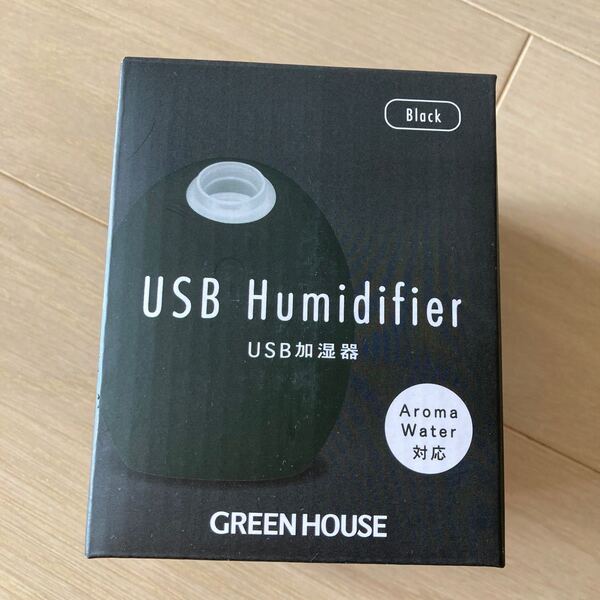 Black
USB Humidifier
USB加湿器
Aroma
Water
対応
GREEN HOUSE